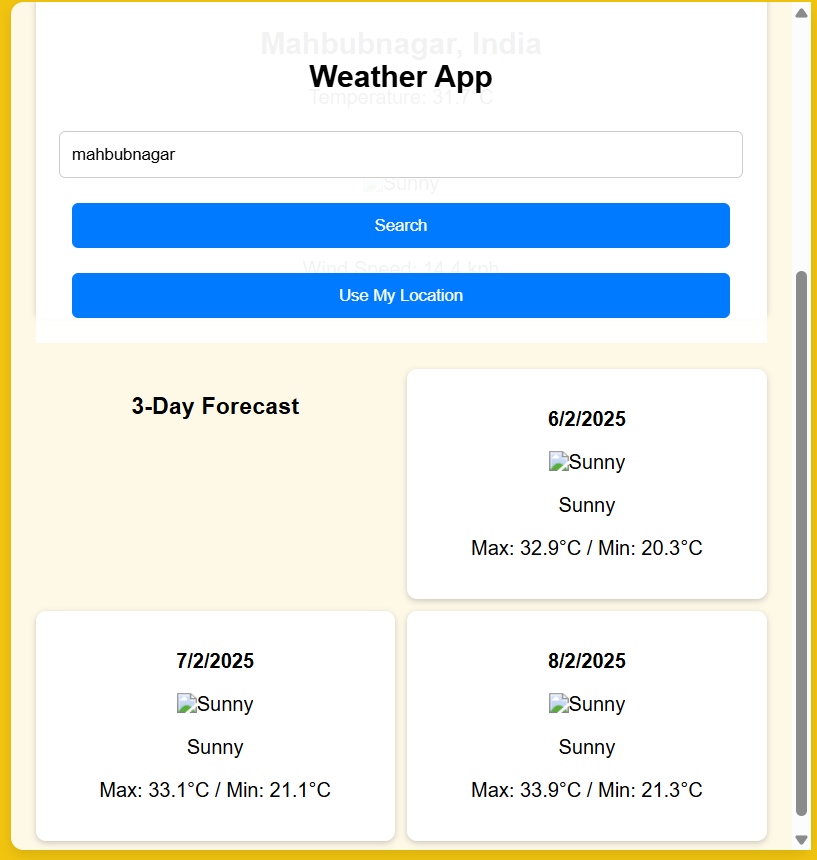 Mahbubnagar, India
Weather App
Temperature: 31.7°C
mahbubnagar
Sunny
Search
Wind Speed: 14.4 kph
Use My Location
3-Day Forecast
6/2/2025
Sunny
Sunny
Max: 32.9°C / Min: 20.3°C
7/2/2025
Sunny
Sunny
Max: 33.1°C / Min: 21.1°C
8/2/2025
Sunny
Sunny
Max: 33.9°C / Min: 21.3°C